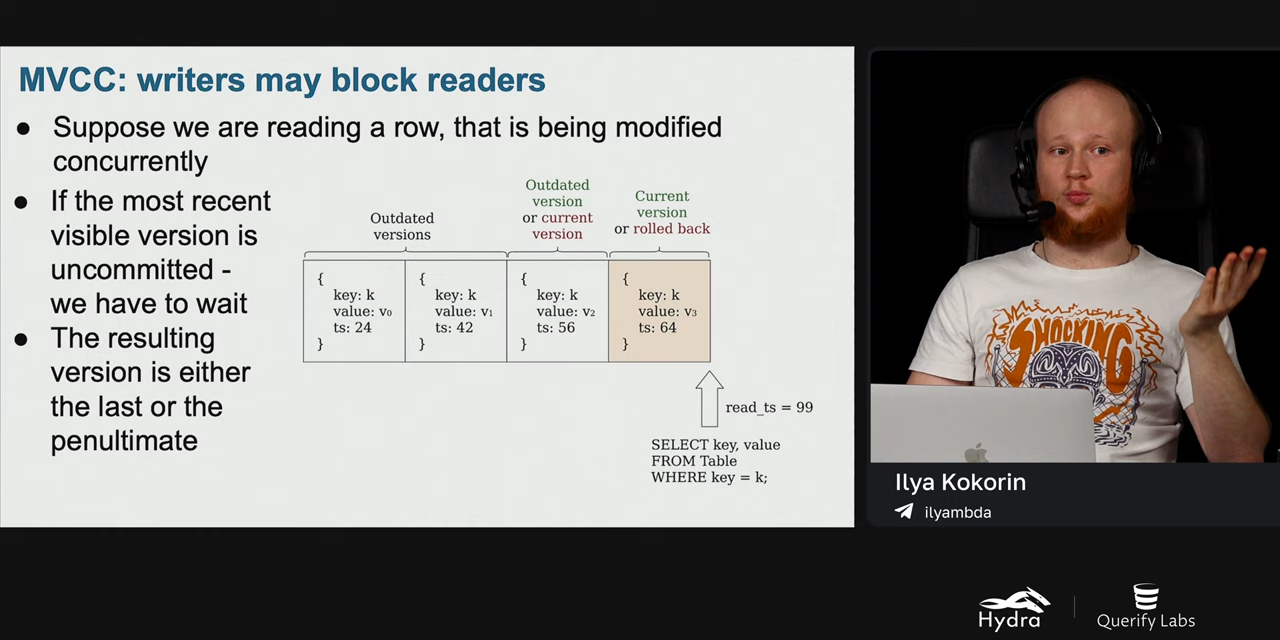 MVCC: writers may block readers
● Suppose we are reading a row, that is being modified
concurrently
● If the most recent
visible version is
uncommitted -
we have to wait
● The resulting
version is either
the last or the
penultimate
Outdated
versions
Outdated
version
or current
version
Current
version
or rolled back
{
key: k
value: v₀
ts: 24
}
{
key: k
value: v₁
ts: 42
}
{
key: k
value: v₂
ts: 56
}
{
key: k
value: v₃
ts: 64
}
read_ts = 99
SELECT key, value
FROM Table
WHERE key = k;
SHOCKING
Ilya Kokorin
ilyambda
Hydra
Querify Labs